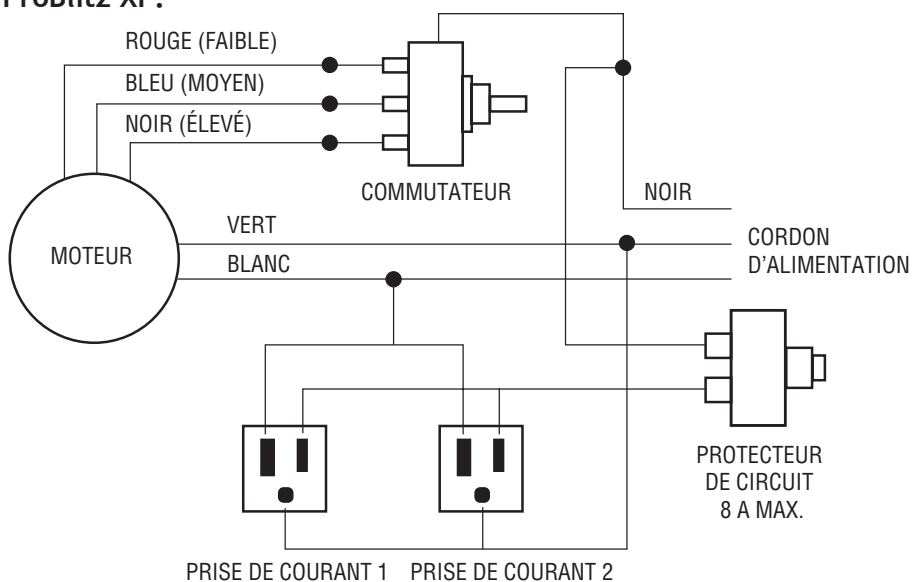 ProBlitz XP:
ROUGE (FAIBLE)
BLEU (MOYEN)
NOIR (ÉLEVÉ)
COMMUTATEUR
NOIR
MOTEUR
VERT
BLANC
CORDON
D'ALIMENTATION
PROTECTEUR
DE CIRCUIT
8 A MAX.
PRISE DE COURANT 1
PRISE DE COURANT 2